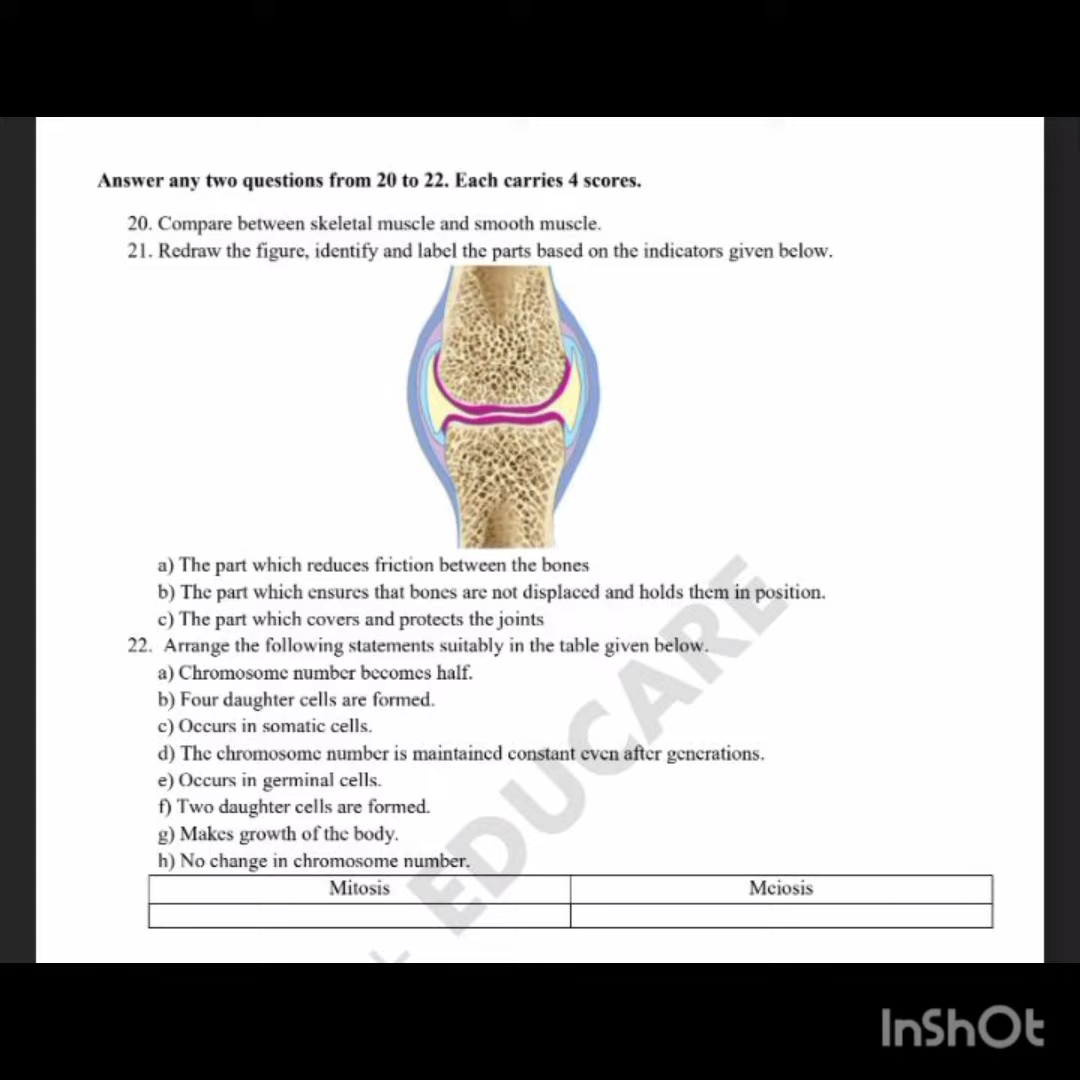 Answer any two questions from 20 to 22. Each carries 4 scores.
20. Compare between skeletal muscle and smooth muscle.
21. Redraw the figure, identify and label the parts based on the indicators given below.
a) The part which reduces friction between the bones
b) The part which ensures that bones are not displaced and holds them in position.
c) The part which covers and protects the joints
22. Arrange the following statements suitably in the table given below.
a) Chromosome number becomes half.
b) Four daughter cells are formed.
c) Occurs in somatic cells.
d) The chromosome number is maintained constant even after generations.
e) Occurs in germinal cells.
f) Two daughter cells are formed.
g) Makes growth of the body.
h) No change in chromosome number.
Mitosis Meiosis
EDUCARE
InShOt